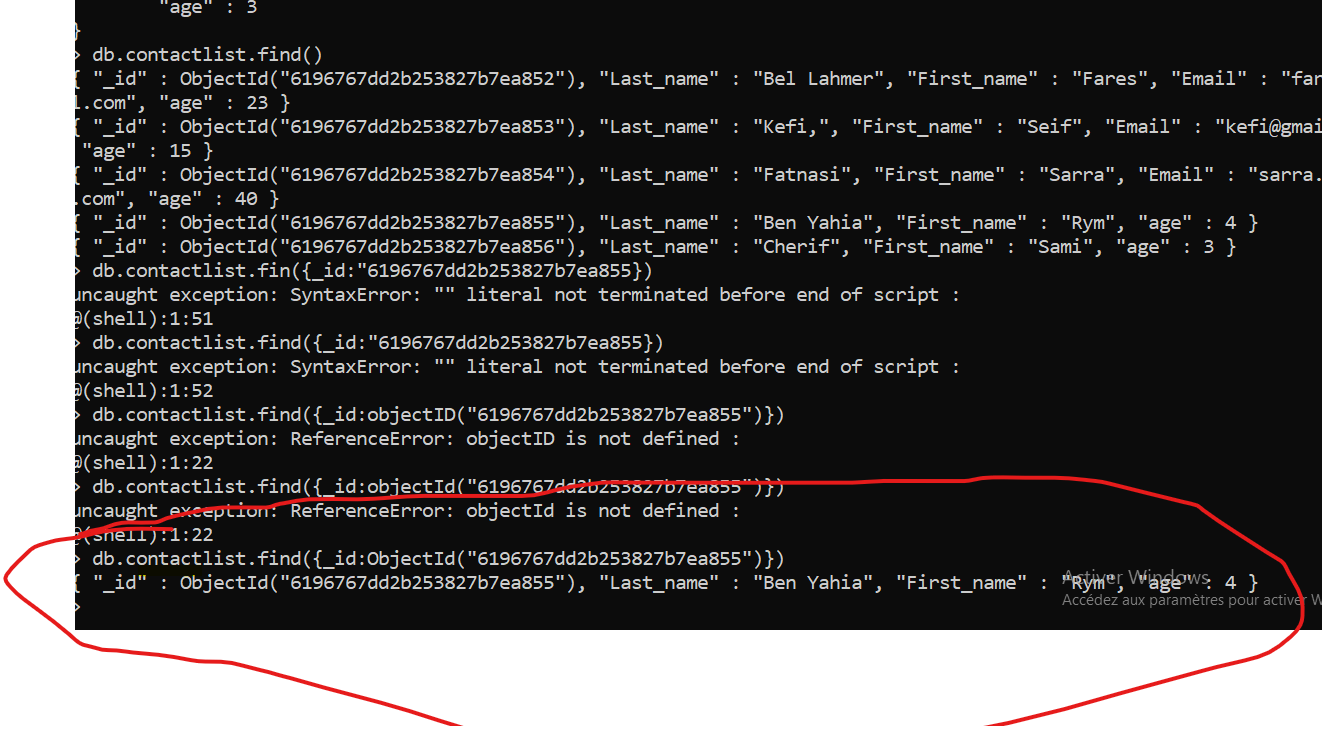 "age" : 3
}
> db.contactlist.find()
{ "_id" : ObjectId("6196767dd2b253827b7ea852"), "Last_name" : "Bel Lahmer", "First_name" : "Fares", "Email" : "far
l.com", "age" : 23 }
{ "_id" : ObjectId("6196767dd2b253827b7ea853"), "Last_name" : "Kefi,", "First_name" : "Seif", "Email" : "kefi@gmai
"age" : 15 }
{ "_id" : ObjectId("6196767dd2b253827b7ea854"), "Last_name" : "Fatnasi", "First_name" : "Sarra", "Email" : "sarra.
.com", "age" : 40 }
{ "_id" : ObjectId("6196767dd2b253827b7ea855"), "Last_name" : "Ben Yahia", "First_name" : "Rym", "age" : 4 }
{ "_id" : ObjectId("6196767dd2b253827b7ea856"), "Last_name" : "Cherif", "First_name" : "Sami", "age" : 3 }
> db.contactlist.fin({_id:"6196767dd2b253827b7ea855})
uncaught exception: SyntaxError: "" literal not terminated before end of script :
@(shell):1:51
> db.contactlist.find({_id:"6196767dd2b253827b7ea855})
uncaught exception: SyntaxError: "" literal not terminated before end of script :
@(shell):1:52
> db.contactlist.find({_id:objectID("6196767dd2b253827b7ea855")})
uncaught exception: ReferenceError: objectID is not defined :
@(shell):1:22
> db.contactlist.find({_id:objectId("6196767dd2b253827b7ea855")})
uncaught exception: ReferenceError: objectId is not defined :
@(shell):1:22
> db.contactlist.find({_id:ObjectId("6196767dd2b253827b7ea855")})
{ "_id" : ObjectId("6196767dd2b253827b7ea855"), "Last_name" : "Ben Yahia", "First_name" : "Rym", "age" : 4 }
>
Activer Windows
Accédez aux paramètres pour activer W